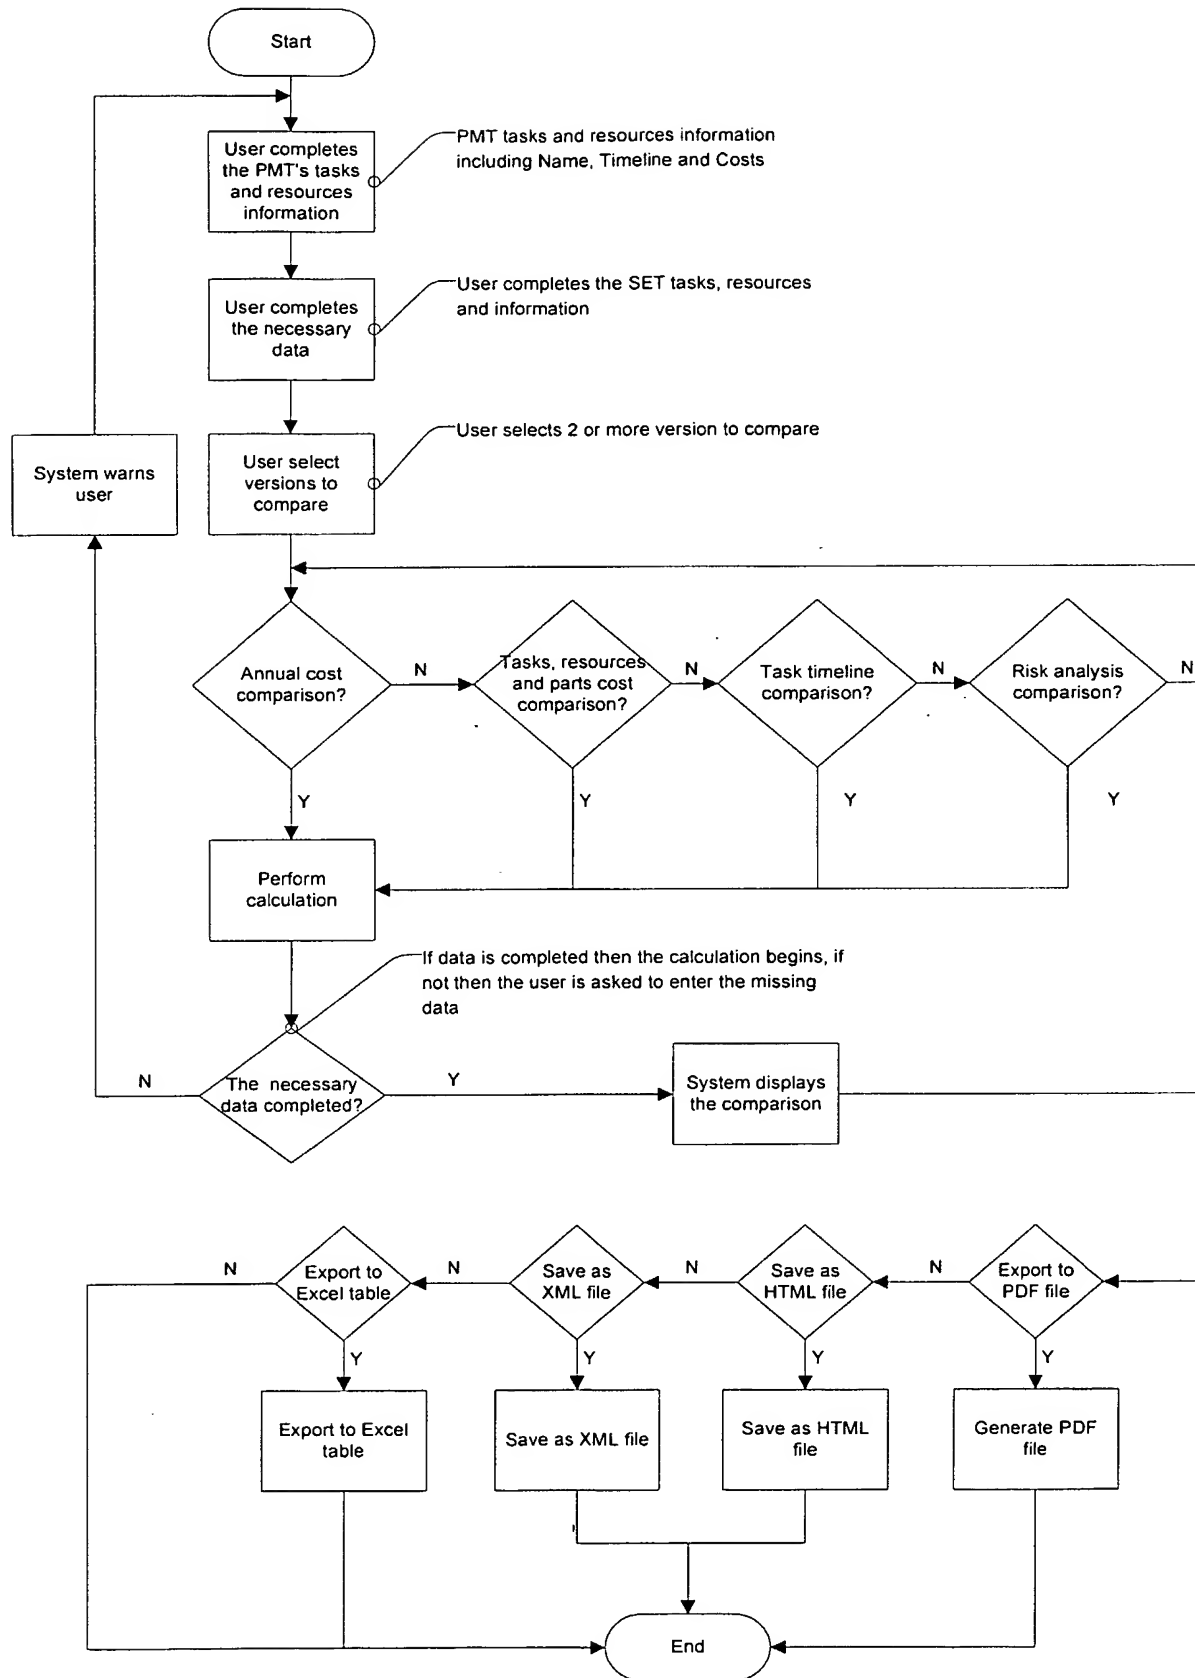 Start
User completes
the PMT's tasks
and resources
information
PMT tasks and resources information
including Name, Timeline and Costs
User completes
the necessary
data
User completes the SET tasks, resources
and information
System warns
user
User select
versions to
compare
User selects 2 or more version to compare
Annual cost
comparison?
N
Tasks, resources
and parts cost
comparison?
N
Task timeline
comparison?
N
Risk analysis
comparison?
N
Y
Y
Y
Y
Perform
calculation
If data is completed then the calculation begins, if
not then the user is asked to enter the missing
data
N
The necessary
data completed?
Y
System displays
the comparison
N
Export to
Excel table
N
Save as
XML file
N
Save as
HTML file
N
Export to
PDF file
Y
Y
Y
Y
Export to Excel
table
Save as XML file
Save as HTML
file
Generate PDF
file
End